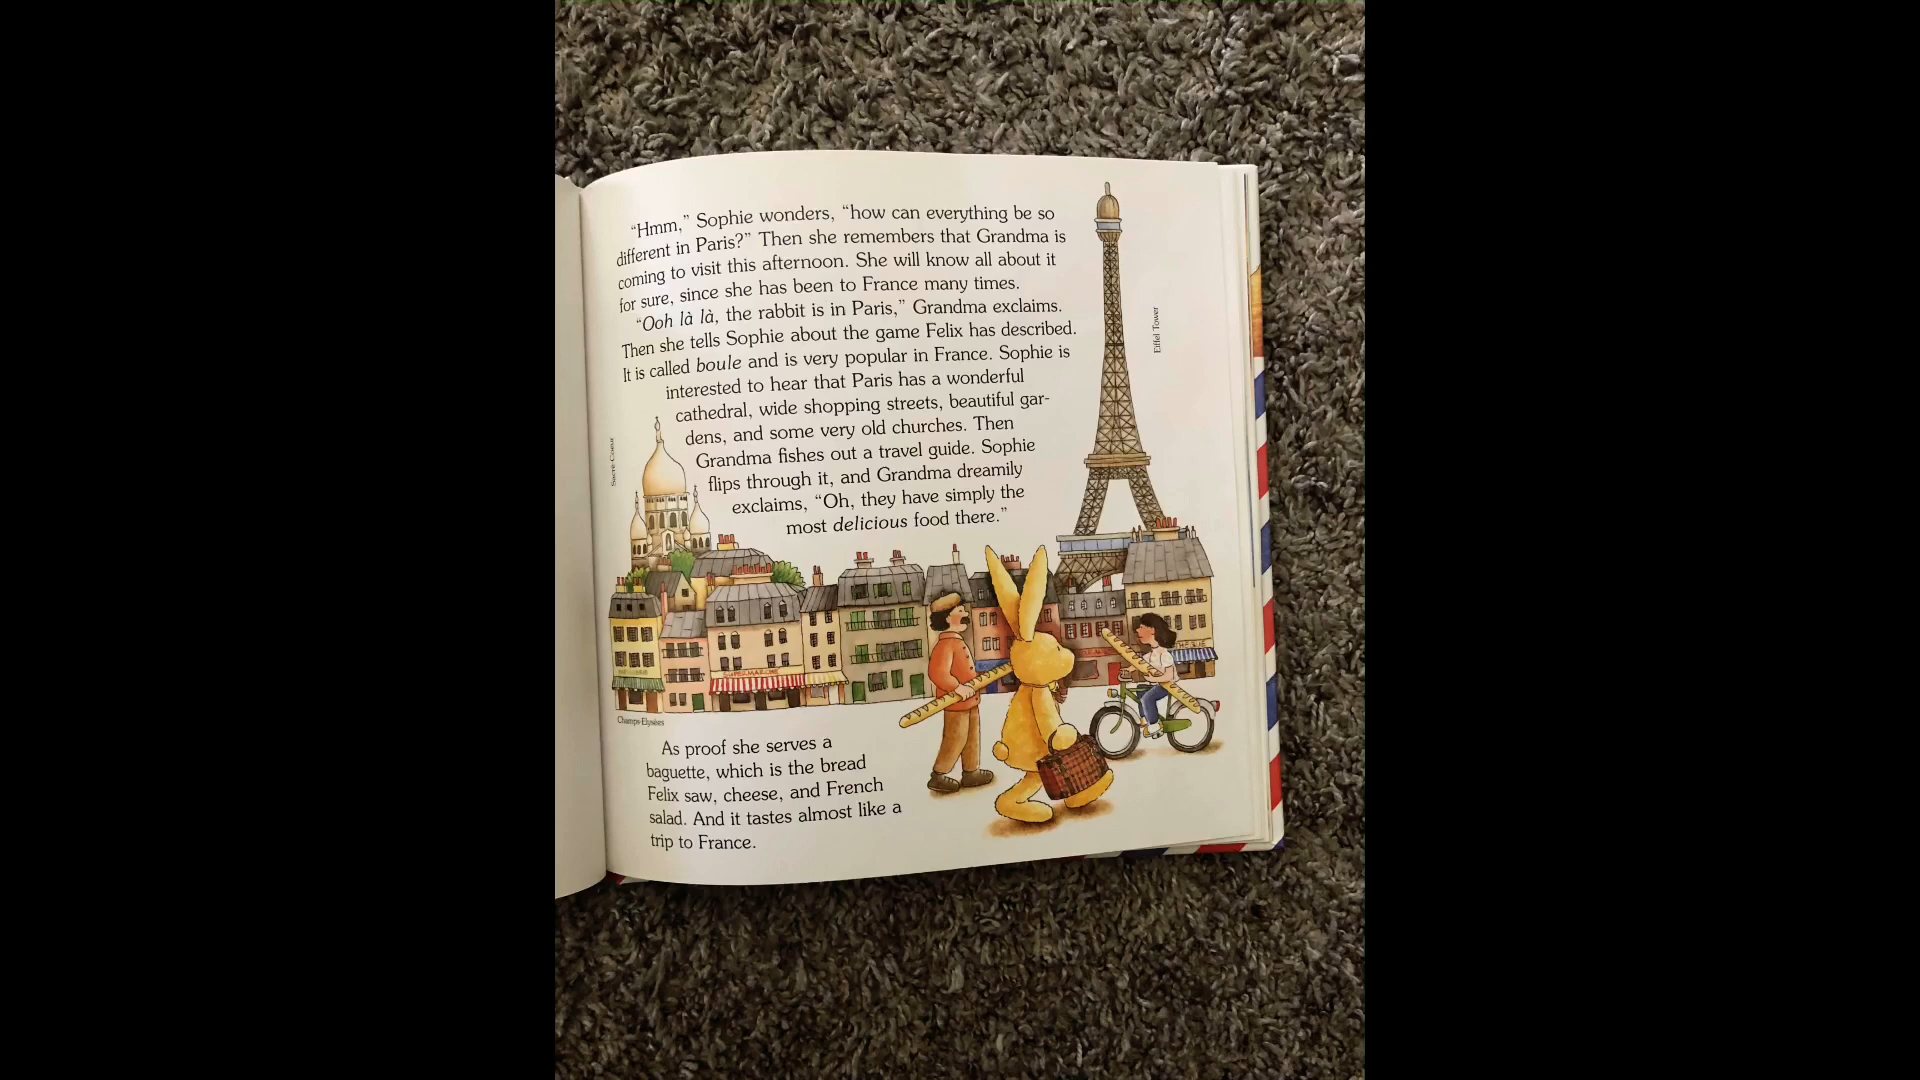 “Hmm,” Sophie wonders, “how can everything be so
different in Paris?” Then she remembers that Grandma is
coming to visit this afternoon. She will know all about it
for sure, since she has been to France many times.
“Ooh là là, the rabbit is in Paris,” Grandma exclaims.
Then she tells Sophie about the game Felix has described.
It is called boule and is very popular in France. Sophie is
interested to hear that Paris has a wonderful
cathedral, wide shopping streets, beautiful gar-
dens, and some very old churches. Then
Grandma fishes out a travel guide. Sophie
flips through it, and Grandma dreamily
exclaims, “Oh, they have simply the
most delicious food there.”
Eiffel Tower
Sacré-Coeur
SUPERMARCHE
Champs-Elysées
As proof she serves a
baguette, which is the bread
Felix saw, cheese, and French
salad. And it tastes almost like a
trip to France.